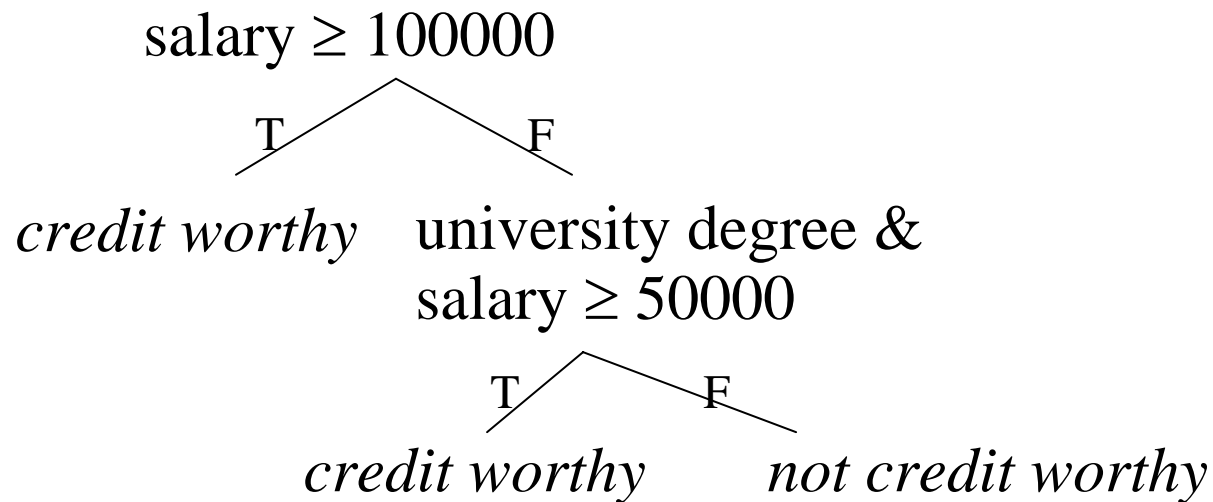 salary ≥ 100000
T
F
credit worthy
university degree &
salary ≥ 50000
T
F
credit worthy
not credit worthy